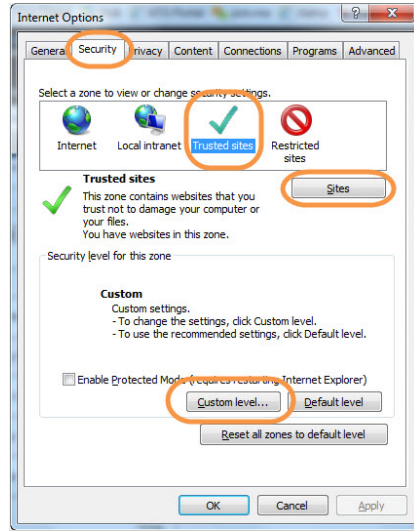 Internet Options
General Security Privacy Content Connections Programs Advanced
Select a zone to view or change security settings.
Internet Local intranet Trusted sites Restricted sites
Trusted sites
Sites
This zone contains websites that you
trust not to damage your computer or
your files.
You have websites in this zone.
Security level for this zone
Custom
Custom settings.
- To change the settings, click Custom level.
- To use the recommended settings, click Default level.
Enable Protected Mode (requires restarting Internet Explorer)
Custom level... Default level
Reset all zones to default level
OK Cancel Apply